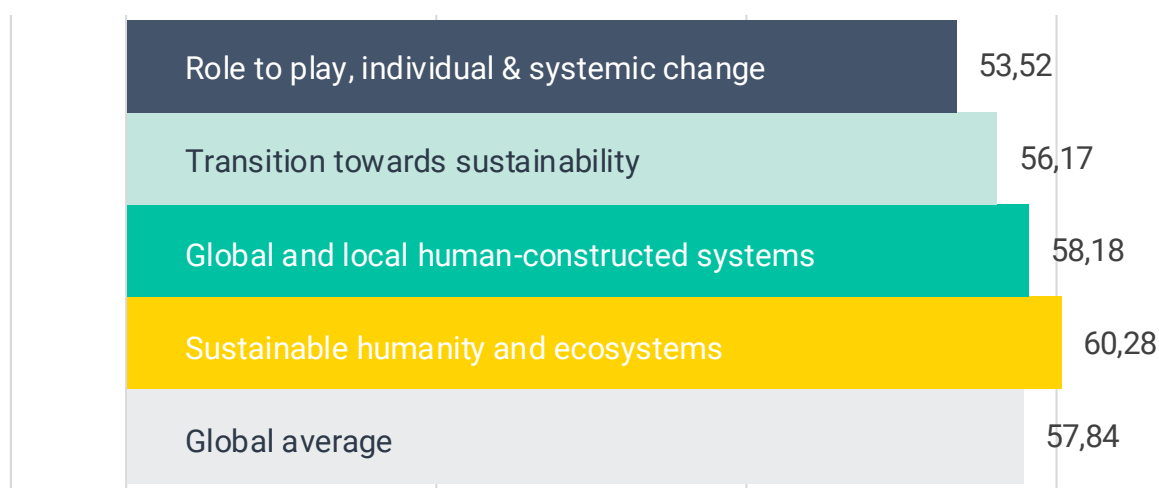 Role to play, individual & systemic change 53,52
Transition towards sustainability 56,17
Global and local human-constructed systems 58,18
Sustainable humanity and ecosystems 60,28
Global average 57,84